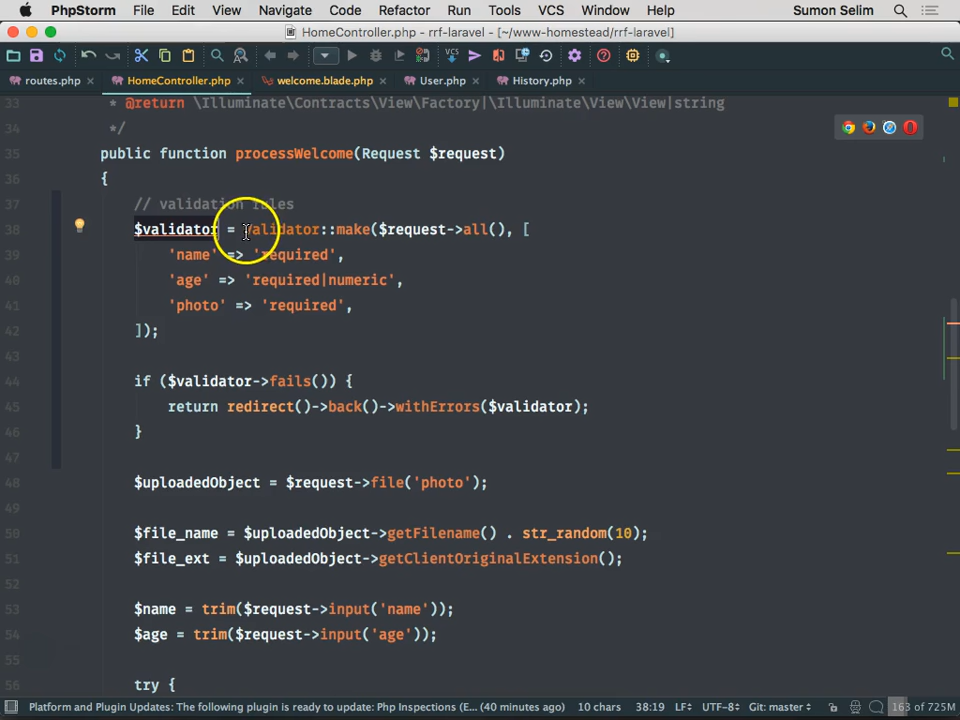 PhpStorm File Edit View Navigate Code Refactor Run Tools VCS Window Help Sumon Selim
HomeController.php - rrf-laravel - [~/www-homestead/rrf-laravel]
routes.php HomeController.php welcome.blade.php User.php History.php
33 * @return \Illuminate\Contracts\View\Factory|\Illuminate\View\View|string
34 */
35 public function processWelcome(Request $request)
36 {
37 // validation rules
38 $validator = Validator::make($request->all(), [
39 'name' => 'required',
40 'age' => 'required|numeric',
41 'photo' => 'required',
42 ]);
43
44 if ($validator->fails()) {
45 return redirect()->back()->withErrors($validator);
46 }
47
48 $uploadedObject = $request->file('photo');
49
50 $file_name = $uploadedObject->getFilename() . str_random(10);
51 $file_ext = $uploadedObject->getClientOriginalExtension();
52
53 $name = trim($request->input('name'));
54 $age = trim($request->input('age'));
55
56 try {
Platform and Plugin Updates: The following plugin is ready to update: Php Inspections (E... (40 minutes ago) 10 chars 38:19 LF÷ UTF-8÷ Git: master÷ 163 of 725M